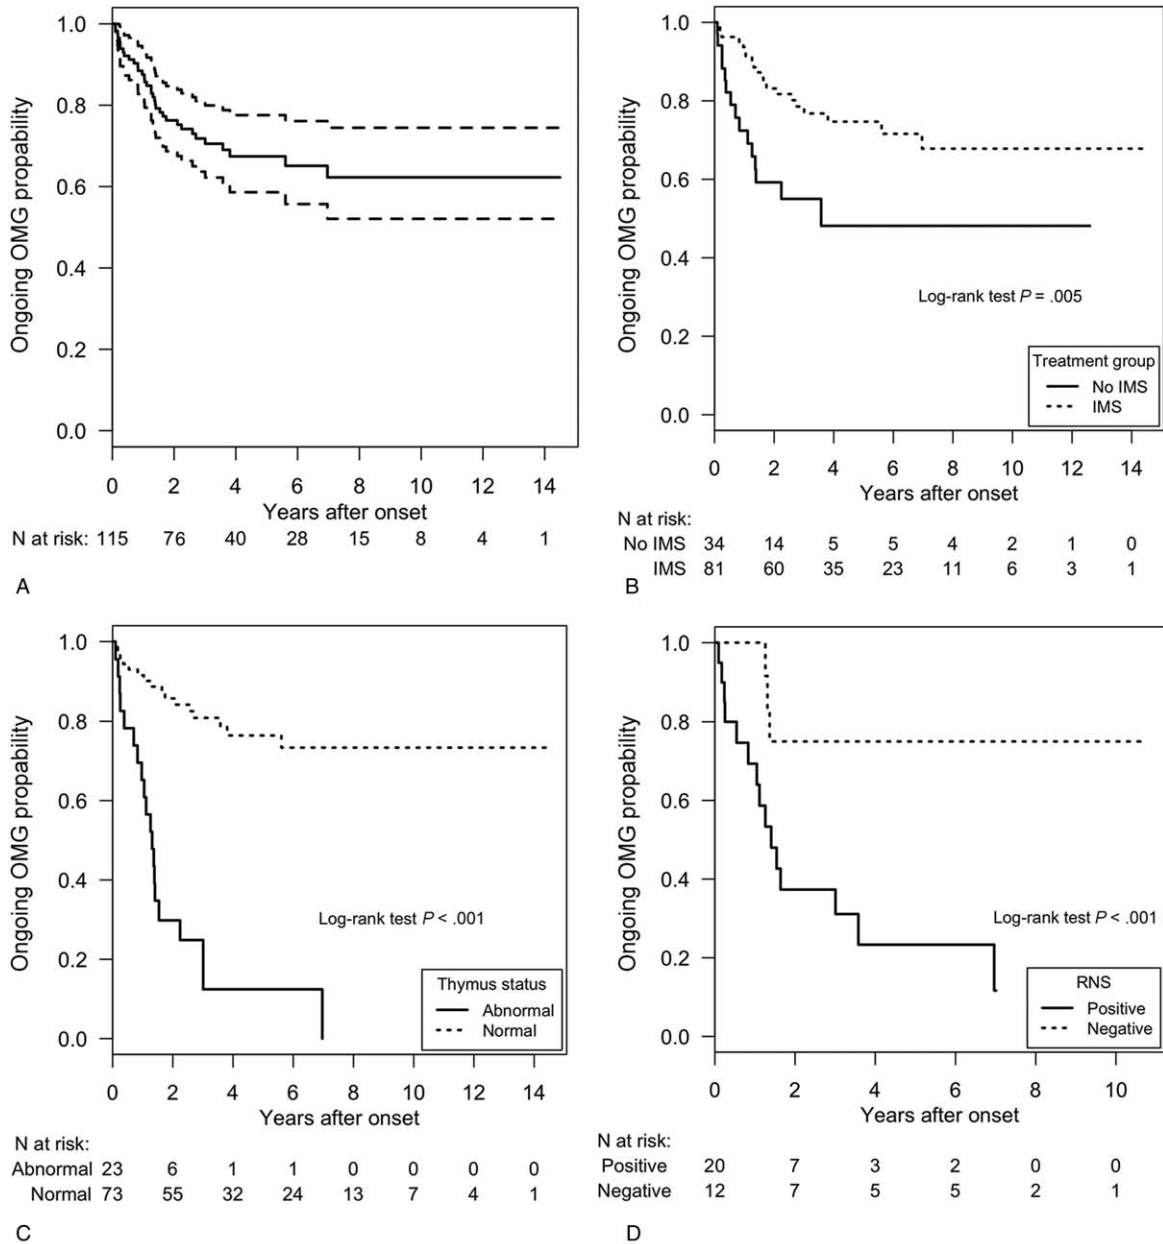 1.0
0.8
0.6
0.4
0.2
0.0
Ongoing OMG propability
0 2 4 6 8 10 12 14
Years after onset
N at risk: 115 76 40 28 15 8 4 1
A
1.0
0.8
0.6
0.4
0.2
0.0
Ongoing OMG propability
Log-rank test P = .005
Treatment group
No IMS
IMS
0 2 4 6 8 10 12 14
Years after onset
N at risk:
No IMS 34 14 5 5 4 2 1 0
IMS 81 60 35 23 11 6 3 1
B
1.0
0.8
0.6
0.4
0.2
0.0
Ongoing OMG propability
Log-rank test P < .001
Thymus status
Abnormal
Normal
0 2 4 6 8 10 12 14
Years after onset
N at risk:
Abnormal 23 6 1 1 0 0 0 0
Normal 73 55 32 24 13 7 4 1
C
1.0
0.8
0.6
0.4
0.2
0.0
Ongoing OMG propability
Log-rank test P < .001
RNS
Positive
Negative
0 2 4 6 8 10
Years after onset
N at risk:
Positive 20 7 3 2 0 0
Negative 12 7 5 5 2 1
D